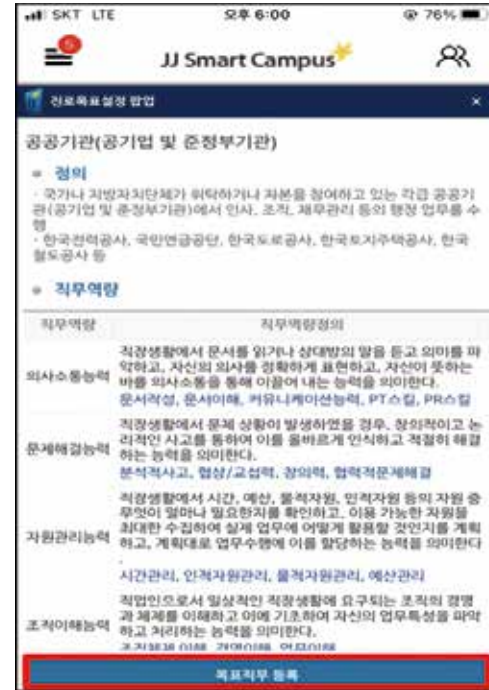 SKT LTE 오후 6:00 76%
5
JJ Smart Campus
진로목표설정 팝업 ×
공공기관(공기업 및 준정부기관)
정의
· 국가나 지방자치단체가 위탁하거나 자본을 참여하고 있는 각급 공공기
관(공기업 및 준정부기관)에서 인사, 조직, 재무관리 등의 행정 업무를 수
행
· 한국전력공사, 국민연금공단, 한국도로공사, 한국토지주택공사, 한국
철도공사 등
직무역량
직무역량 직무역량정의
직장생활에서 문서를 읽거나 상대방의 말을 듣고 의미를 파
악하고, 자신의 의사를 정확하게 표현하고, 자신이 뜻하는
의사소통능력 바를 의사소통을 통해 이끌어 내는 능력을 의미한다.
문서작성, 문서이해, 커뮤니케이션능력, PT스킬, PR스킬
직장생활에서 문제 상황이 발생하였을 경우, 창의적이고 논
리적인 사고를 통하여 이를 올바르게 인식하고 적절히 해결
문제해결능력 하는 능력을 의미한다.
분석적사고, 협상/교섭력, 창의력, 협력적문제해결
직장생활에서 시간, 예산, 물적자원, 인적자원 등의 자원 중
무엇이 얼마나 필요한지를 확인하고, 이용 가능한 자원을
최대한 수집하여 실제 업무에 어떻게 활용할 것인지를 계획
자원관리능력 하고, 계획대로 업무수행에 이를 할당하는 능력을 의미한다
.
시간관리, 인적자원관리, 물적자원관리, 예산관리
직업인으로서 일상적인 직장생활에 요구되는 조직의 경영
과 체제를 이해하고 이에 기초하여 자신의 업무특성을 파악
조직이해능력 하고 처리하는 능력을 의미한다.
조직체제 이해, 경영이해, 업무이해
목표직무 등록